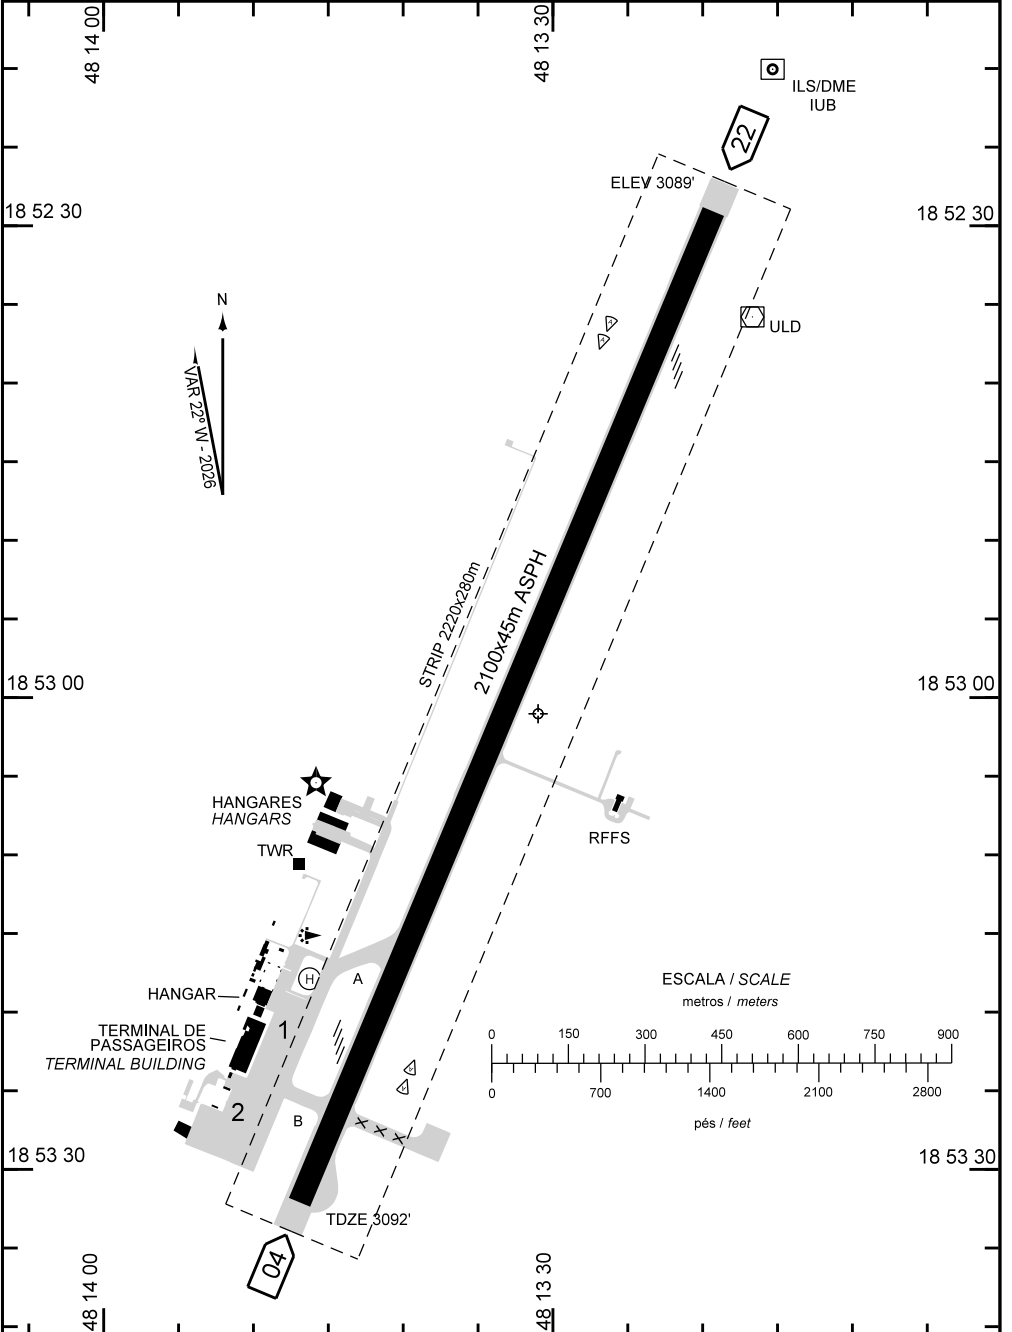 48 14 00
48 13 30
ILS/DME
IUB
22
ELEV 3089'
18 52 30
18 52 30
N
VAR 22° W - 2026
ULD
STRIP 2220x280m
2100x45m ASPH
18 53 00
18 53 00
HANGARES
HANGARS
TWR
RFFS
H
A
HANGAR
1
TERMINAL DE
PASSAGEIROS
TERMINAL BUILDING
2
B
ESCALA / SCALE
metros / meters
0 150 300 450 600 750 900
0 700 1400 2100 2800
pés / feet
18 53 30
18 53 30
TDZE 3092'
04
48 14 00
48 13 30